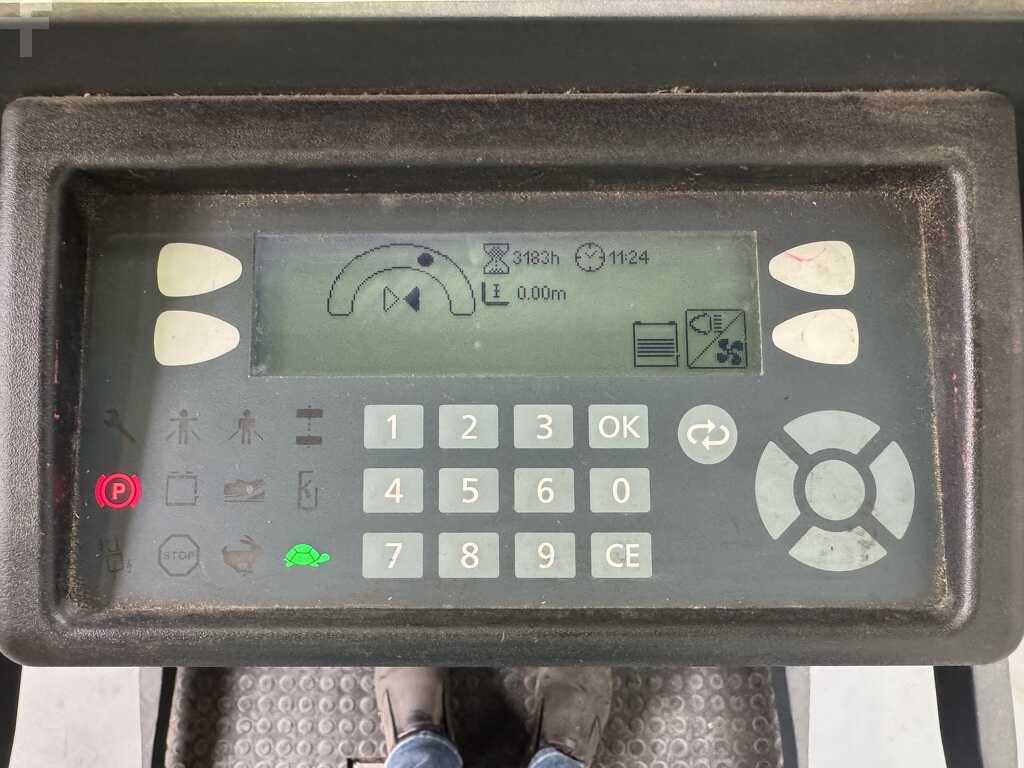 3183h 11:24
0.00m
1 2 3 OK
P 4 5 6 0
STOP 7 8 9 CE